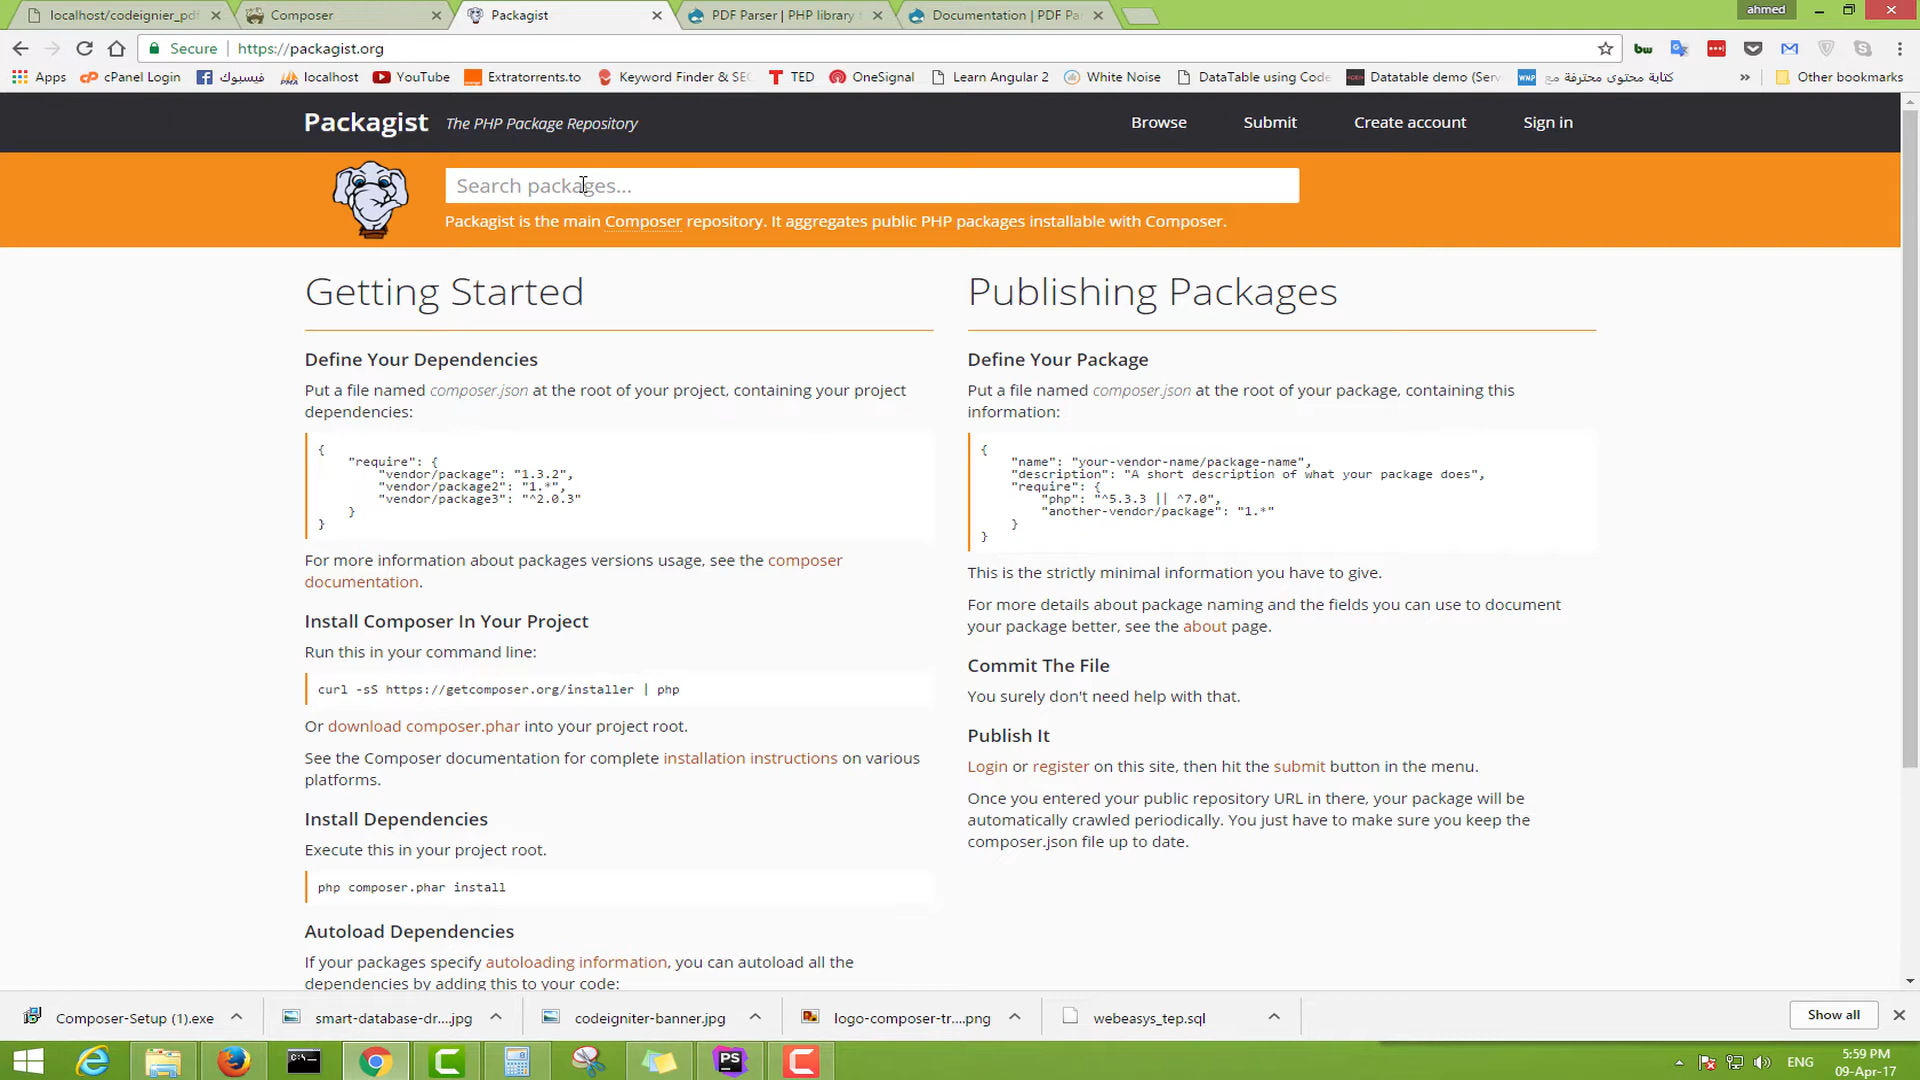 localhost/codeignier_pdf
Composer
Packagist
PDF Parser | PHP library
Documentation | PDF Pa
ahmed
Secure
https://packagist.org
Apps
cPanel Login
فيسبوك
localhost
YouTube
Extratorrents.to
Keyword Finder & SE
TED
OneSignal
Learn Angular 2
White Noise
DataTable using Code
Datatable demo (Serv
كتابة محتوى محترفة مع
Other bookmarks
Packagist The PHP Package Repository
Browse
Submit
Create account
Sign in
Search packages...
Packagist is the main Composer repository. It aggregates public PHP packages installable with Composer.
Getting Started
Define Your Dependencies
Put a file named composer.json at the root of your project, containing your project
dependencies:
{
"require": {
"vendor/package": "1.3.2",
"vendor/package2": "1.*",
"vendor/package3": "^2.0.3"
}
}
For more information about packages versions usage, see the composer
documentation.
Install Composer In Your Project
Run this in your command line:
curl -sS https://getcomposer.org/installer | php
Or download composer.phar into your project root.
See the Composer documentation for complete installation instructions on various
platforms.
Install Dependencies
Execute this in your project root.
php composer.phar install
Autoload Dependencies
If your packages specify autoloading information, you can autoload all the
dependencies by adding this to your code:
Publishing Packages
Define Your Package
Put a file named composer.json at the root of your package, containing this
information:
{
"name": "your-vendor-name/package-name",
"description": "A short description of what your package does",
"require": {
"php": "^5.3.3 || ^7.0",
"another-vendor/package": "1.*"
}
}
This is the strictly minimal information you have to give.
For more details about package naming and the fields you can use to document
your package better, see the about page.
Commit The File
You surely don't need help with that.
Publish It
Login or register on this site, then hit the submit button in the menu.
Once you entered your public repository URL in there, your package will be
automatically crawled periodically. You just have to make sure you keep the
composer.json file up to date.
Composer-Setup (1).exe
smart-database-dr....jpg
codeigniter-banner.jpg
logo-composer-tr....png
webeasys_tep.sql
Show all
PS
ENG
5:59 PM
09-Apr-17